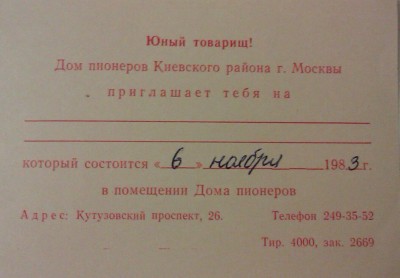 Юный товарищ!
Дом пионеров Киевского района г. Москвы
приглашает тебя на
который состоится «6» ноября 1983 г.
в помещении Дома пионеров
Адрес: Кутузовский проспект, 26. Телефон 249-35-52
Тир. 4000, зак. 2669